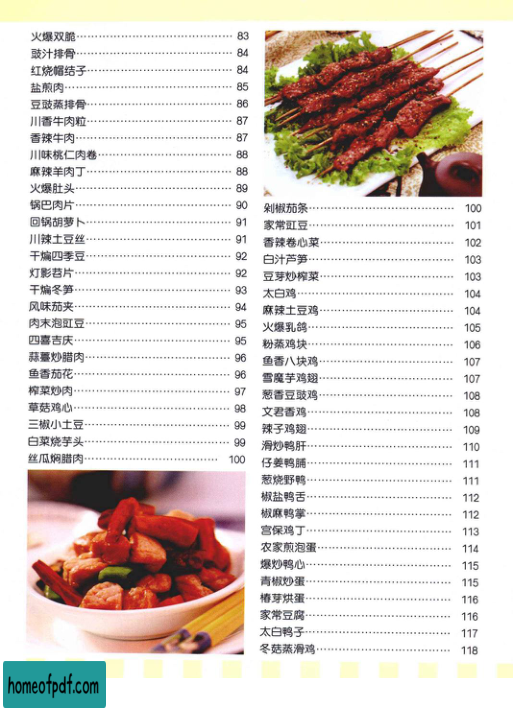 火爆双脆 83
豉汁排骨 84
红烧帽结子 84
盐煎肉 85
豆豉蒸排骨 86
川香牛肉粒 87
香辣牛肉 87
川味桃仁肉卷 88
麻辣羊肉丁 88
火爆肚头 89
锅巴肉片 90
回锅胡萝卜 91
川辣土豆丝 91
干煸四季豆 92
灯影苕片 92
干煸冬笋 93
风味茄夹 94
肉末泡豇豆 95
四喜吉庆 95
蒜薹炒腊肉 96
鱼香茄花 96
榨菜炒肉 97
草菇鸡心 98
三椒小土豆 99
白菜烧芋头 99
丝瓜焖腊肉 100
剁椒茄条 100
家常豇豆 101
香辣卷心菜 102
白汁芦笋 103
豆芽炒榨菜 103
太白鸡 104
麻辣土豆鸡 104
火爆乳鸽 105
粉蒸鸡块 106
鱼香八块鸡 107
雪魔芋鸡翅 107
葱香豆豉鸡 108
文君香鸡 108
辣子鸡翅 109
滑炒鸭肝 110
仔姜鸭脯 111
葱烧野鸭 111
椒盐鸭舌 112
椒麻鸭掌 112
宫保鸡丁 113
农家煎泡蛋 114
爆炒鸭心 115
青椒炒蛋 115
椿芽烘蛋 116
家常豆腐 116
太白鸭子 117
冬菇蒸滑鸡 118
homeofpdf.com